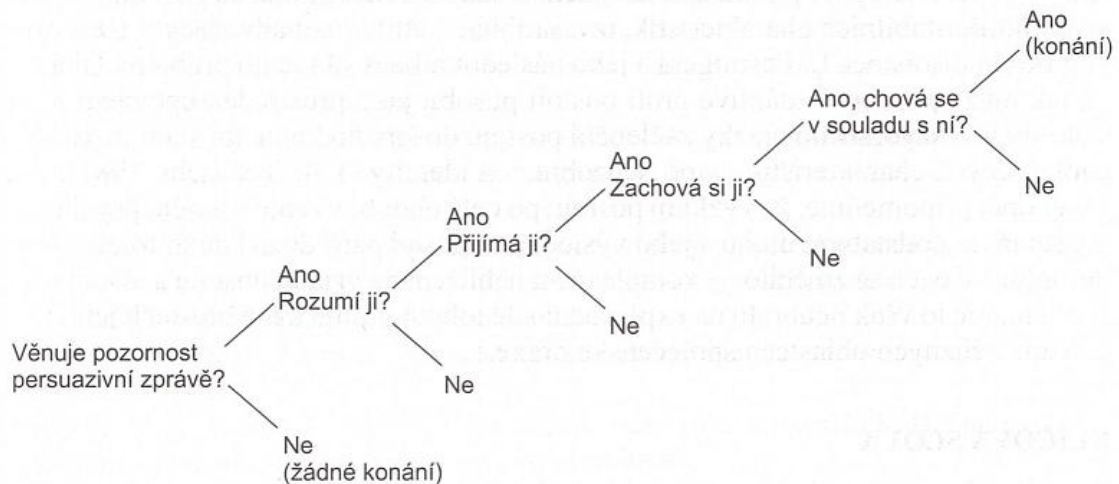 Ano
(konání)
Ano, chová se
v souladu s ní?
Ne
Ano
Zachová si ji?
Ne
Ano
Přijímá ji?
Ne
Ano
Rozumí ji?
Ne
Věnuje pozornost
persuazivní zprávě?
Ne
(žádné konání)